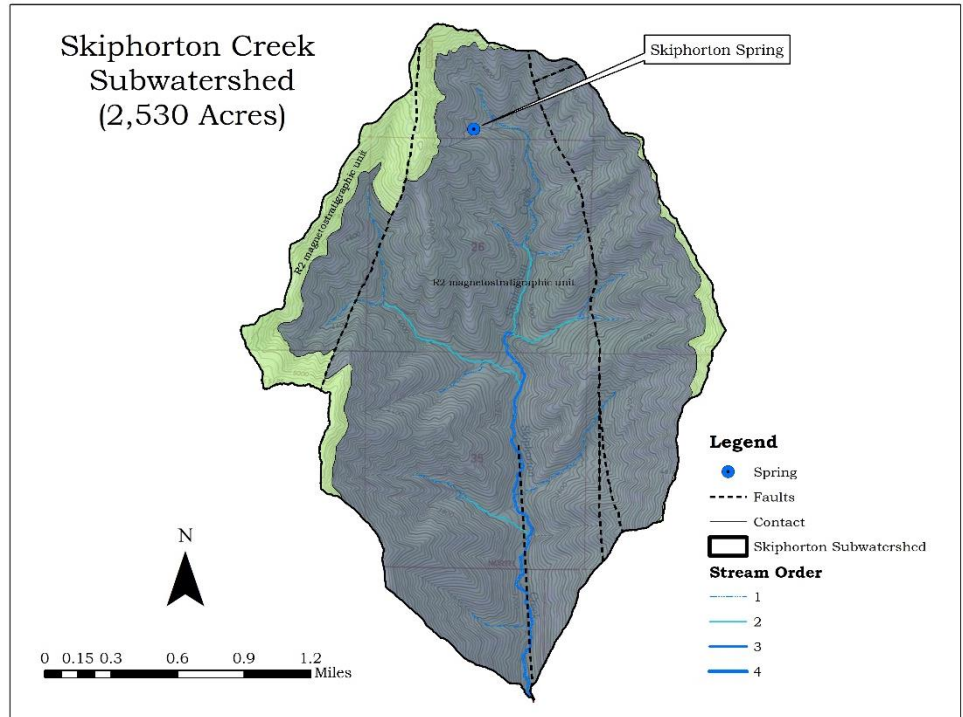 Skiphorton Creek
Subwatershed
(2,530 Acres)
Skiphorton Spring
R2 magnetostratigraphic unit
26
R2 magnetostratigraphic unit
35
Legend
Spring
Faults
Contact
Skiphorton Subwatershed
Stream Order
1
2
3
4
N
0 0.15 0.3 0.6 0.9 1.2
Miles